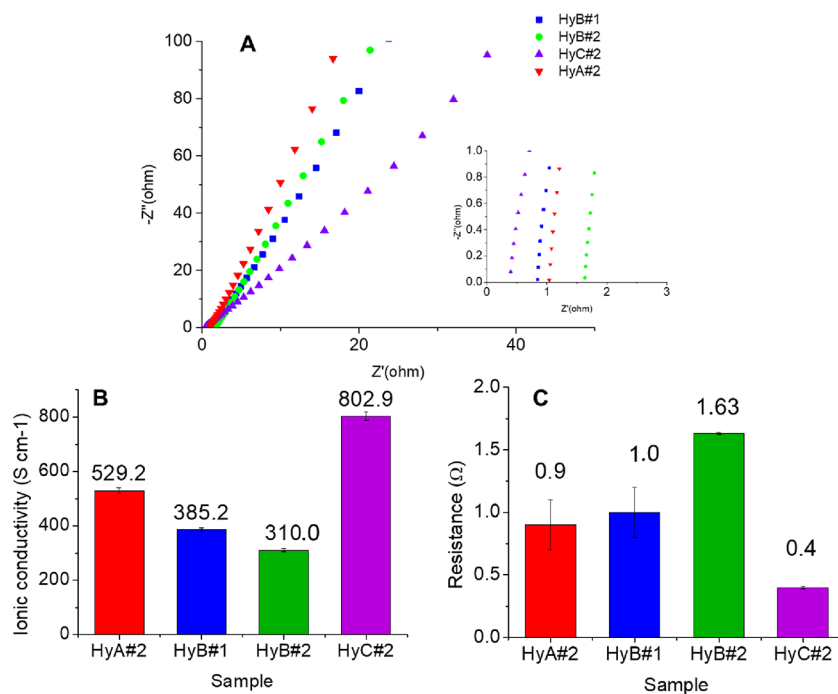 A
HyB#1
HyB#2
HyC#2
HyA#2
100
80
60
40
20
0
-Z"(ohm)
0
20
40
Z'(ohm)
1.0
0.8
0.6
0.4
0.2
0.0
-Z"(ohm)
0
1
2
3
Z'(ohm)
B
800
600
400
200
0
Ionic conductivity (S cm-1)
529.2
385.2
310.0
802.9
HyA#2
HyB#1
HyB#2
HyC#2
Sample
C
2.0
1.5
1.0
0.5
0.0
Resistance (Ω)
0.9
1.0
1.63
0.4
HyA#2
HyB#1
HyB#2
HyC#2
Sample